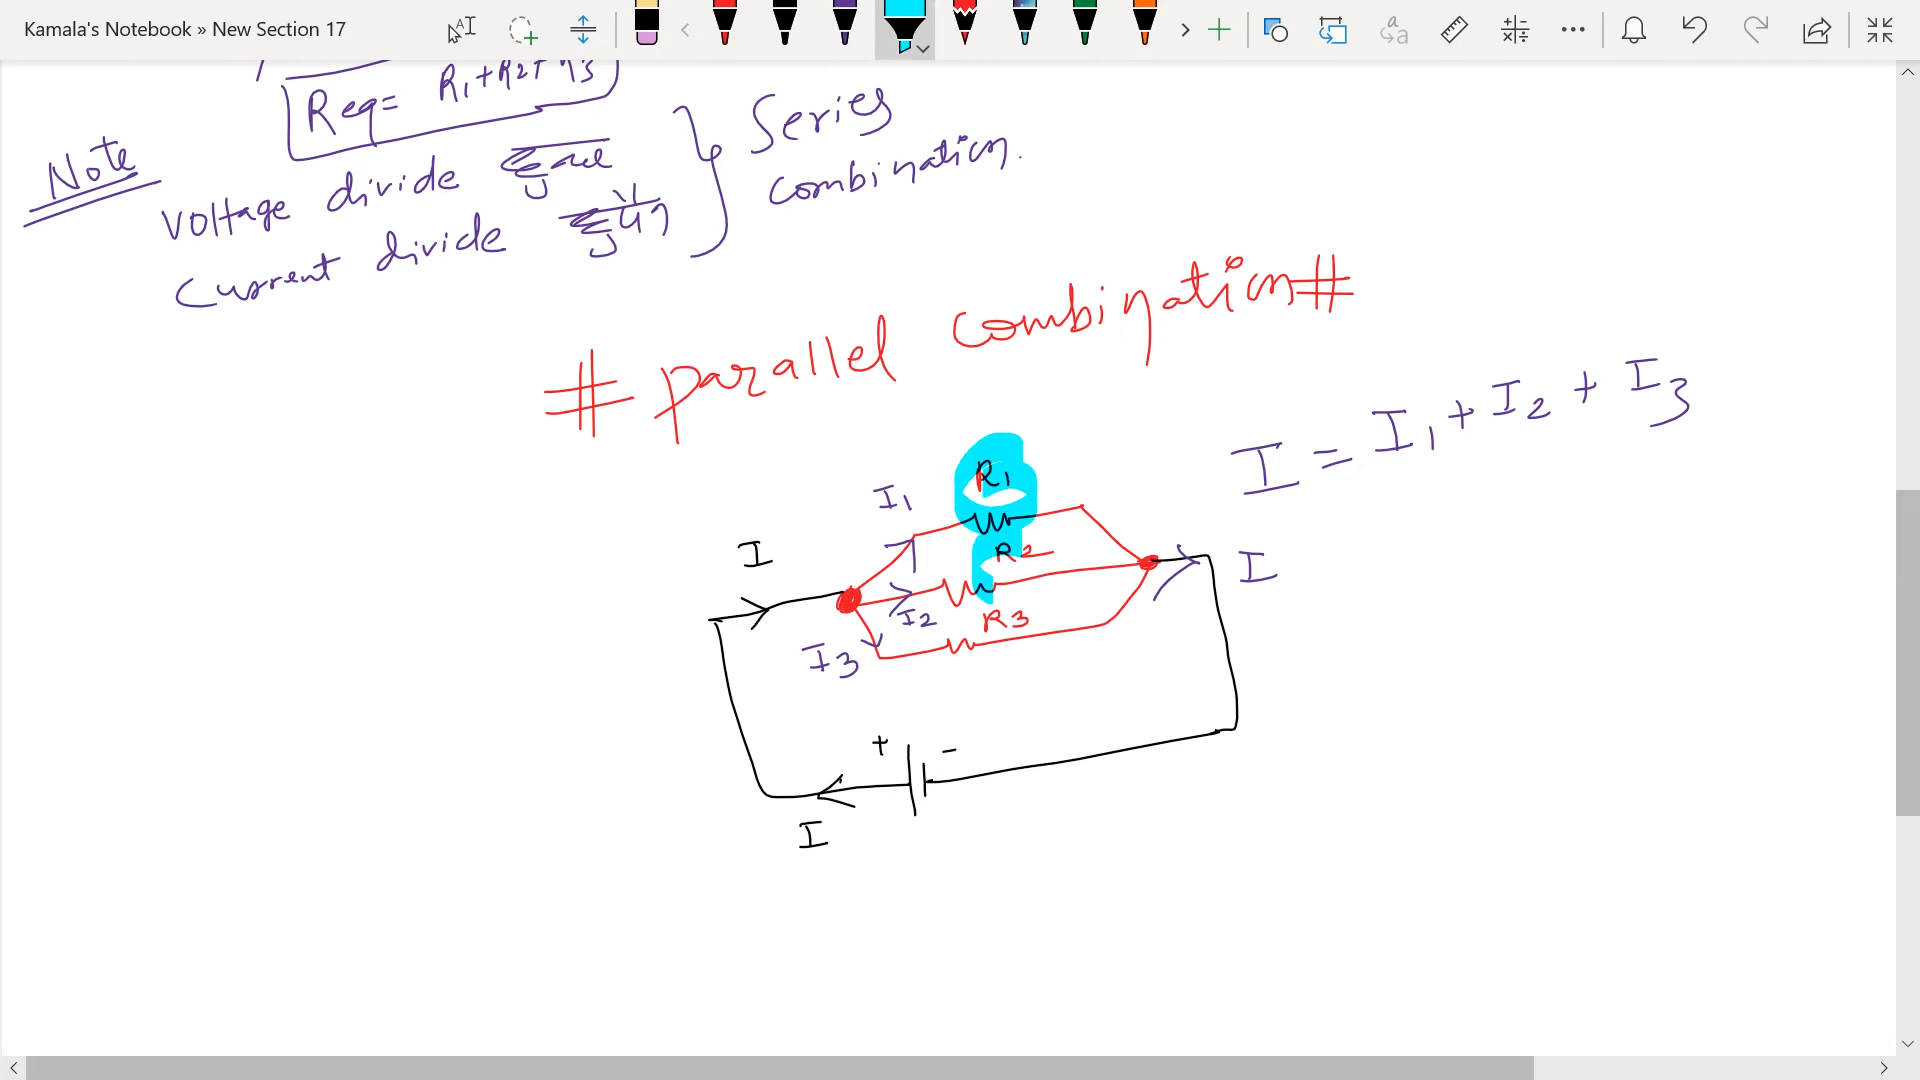 Kamala's Notebook » New Section 17
Req= R1+R2+r3
Note
Voltage divide
Current divide
Series
combination.
# parallel combination#
I = I1 + I2 + I3
R1
I1
I
R2
I
I2
R3
I3
+ -
I